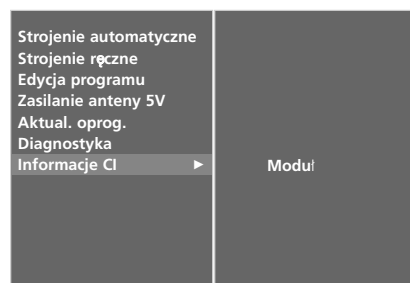 Strojenie automatyczne
Strojenie ręczne
Edycja programu
Zasilanie anteny 5V
Aktual. oprog.
Diagnostyka
Informacje CI ►
Moduł